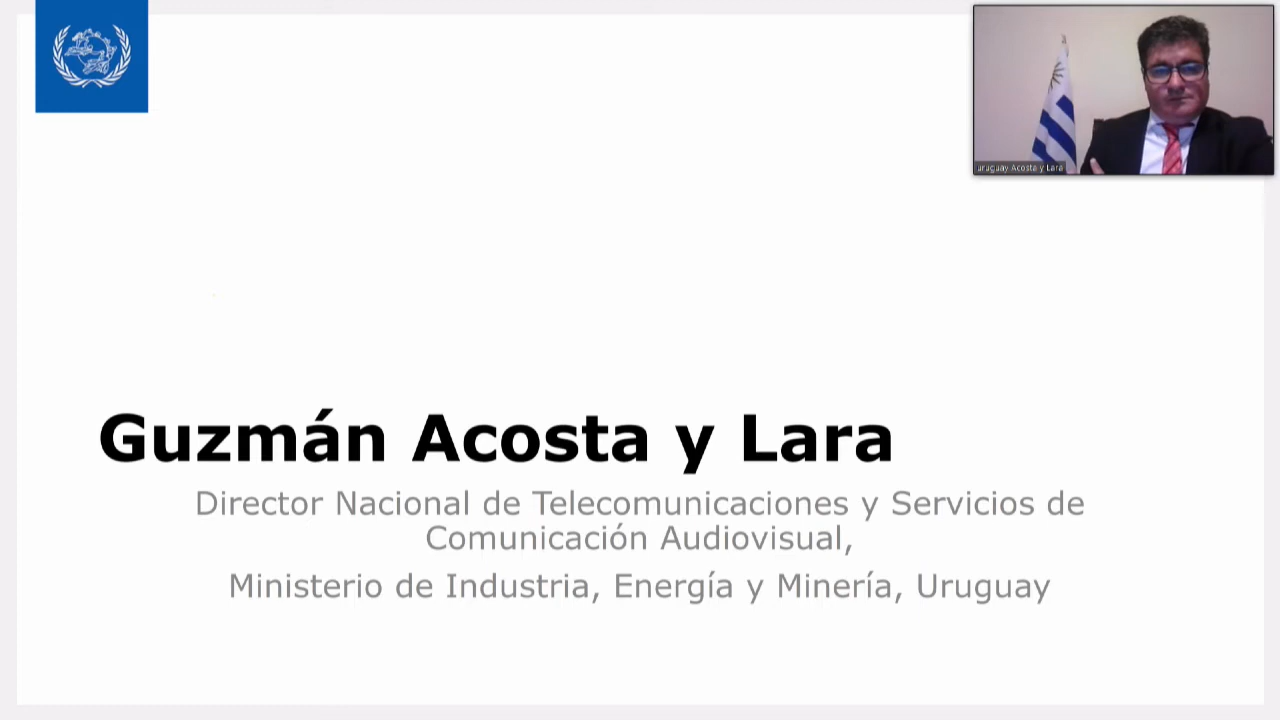 uruguay Acosta y Lara
Guzmán Acosta y Lara
Director Nacional de Telecomunicaciones y Servicios de
Comunicación Audiovisual,
Ministerio de Industria, Energía y Minería, Uruguay